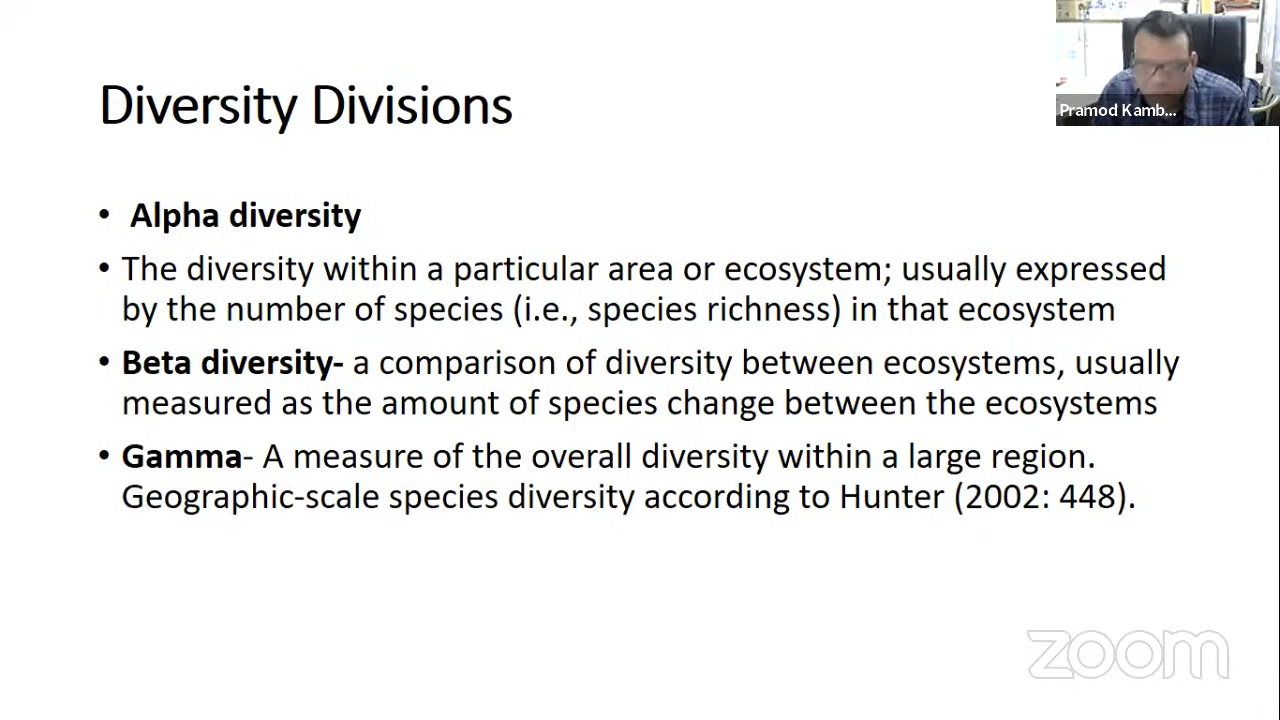 Diversity Divisions
Pramod Kamb...
• Alpha diversity
• The diversity within a particular area or ecosystem; usually expressed
by the number of species (i.e., species richness) in that ecosystem
• Beta diversity- a comparison of diversity between ecosystems, usually
measured as the amount of species change between the ecosystems
• Gamma- A measure of the overall diversity within a large region.
Geographic-scale species diversity according to Hunter (2002: 448).
zoom